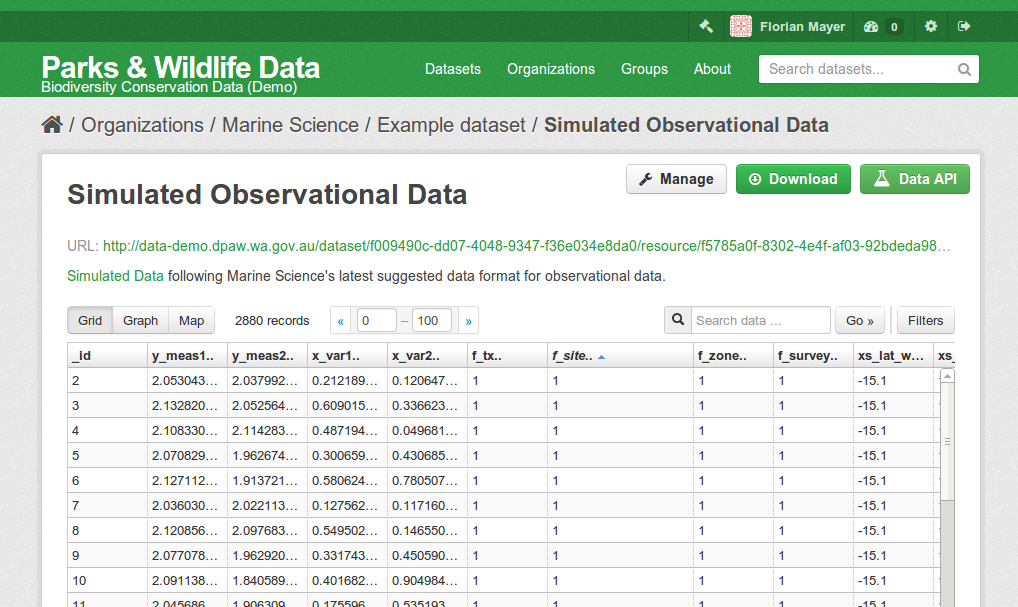 Florian Mayer 0
Parks & Wildlife Data
Biodiversity Conservation Data (Demo)
Datasets Organizations Groups About Search datasets...
/ Organizations / Marine Science / Example dataset / Simulated Observational Data
Manage Download Data API
Simulated Observational Data
URL: http://data-demo.dpaw.wa.gov.au/dataset/f009490c-dd07-4048-9347-f36e034e8da0/resource/f5785a0f-8302-4e4f-af03-92bdeda98…
Simulated Data following Marine Science's latest suggested data format for observational data.
Grid Graph Map 2880 records « 0 – 100 » Search data ... Go » Filters
_id y_meas1.. y_meas2.. x_var1.. x_var2.. f_tx.. f_site.. f_zone.. f_survey.. xs_lat_w… xs_
2 2.053043… 2.037992… 0.212189… 0.120647… 1 1 1 1 -15.1
3 2.132820… 2.052564… 0.609015… 0.336623… 1 1 1 1 -15.1
4 2.108330… 2.114283… 0.487194… 0.049681… 1 1 1 1 -15.1
5 2.070829… 1.962674… 0.300659… 0.430685… 1 1 1 1 -15.1
6 2.127112… 1.913721… 0.580624… 0.780507… 1 1 1 1 -15.1
7 2.036030… 2.022113… 0.127562… 0.117160… 1 1 1 1 -15.1
8 2.120856… 2.097683… 0.549502… 0.146550… 1 1 1 1 -15.1
9 2.077078… 1.962920… 0.331743… 0.450590… 1 1 1 1 -15.1
10 2.091138… 1.840589… 0.401682… 0.904984… 1 1 1 1 -15.1
11 2.045686… 1.906309… 0.175596… 0.535193… 1 1 1 1 -15.1